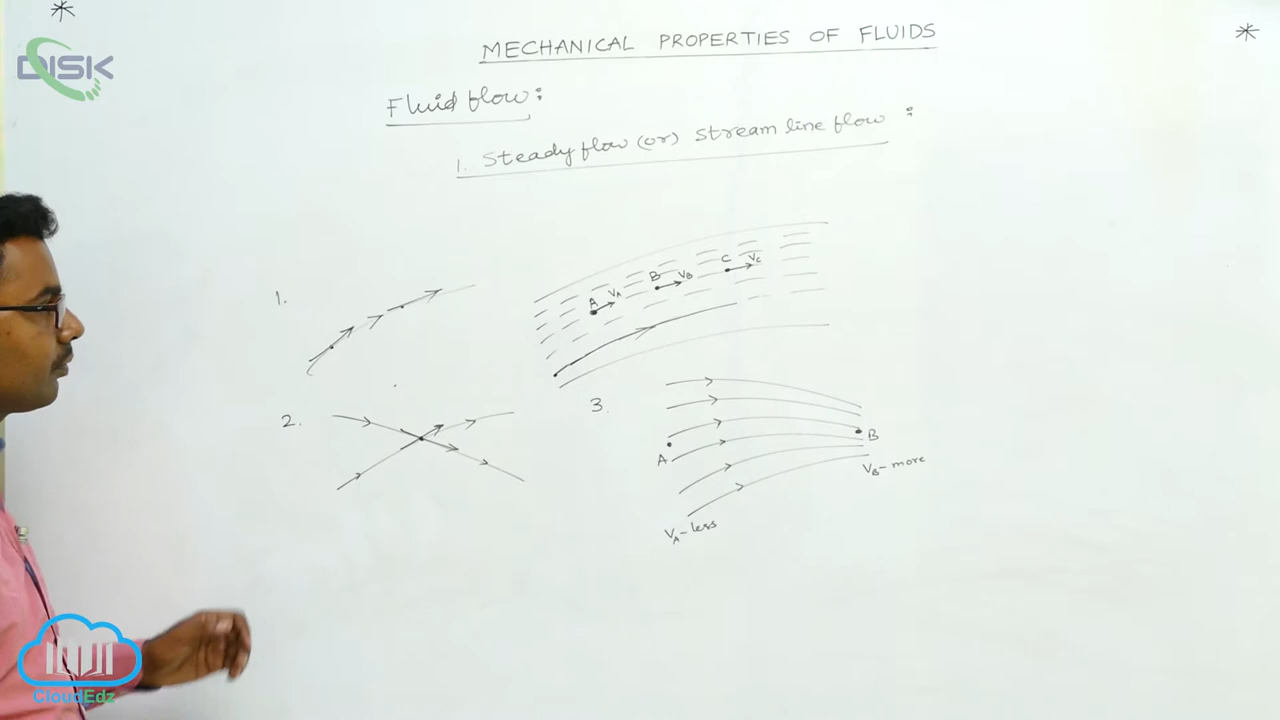 DISK
MECHANICAL PROPERTIES OF FLUIDS
Fluid flow:
1. Steady flow (or) Stream line flow :
1.
A VA
B VB
C VC
2.
3.
A
B
VB - more
VA - less
CloudEdz